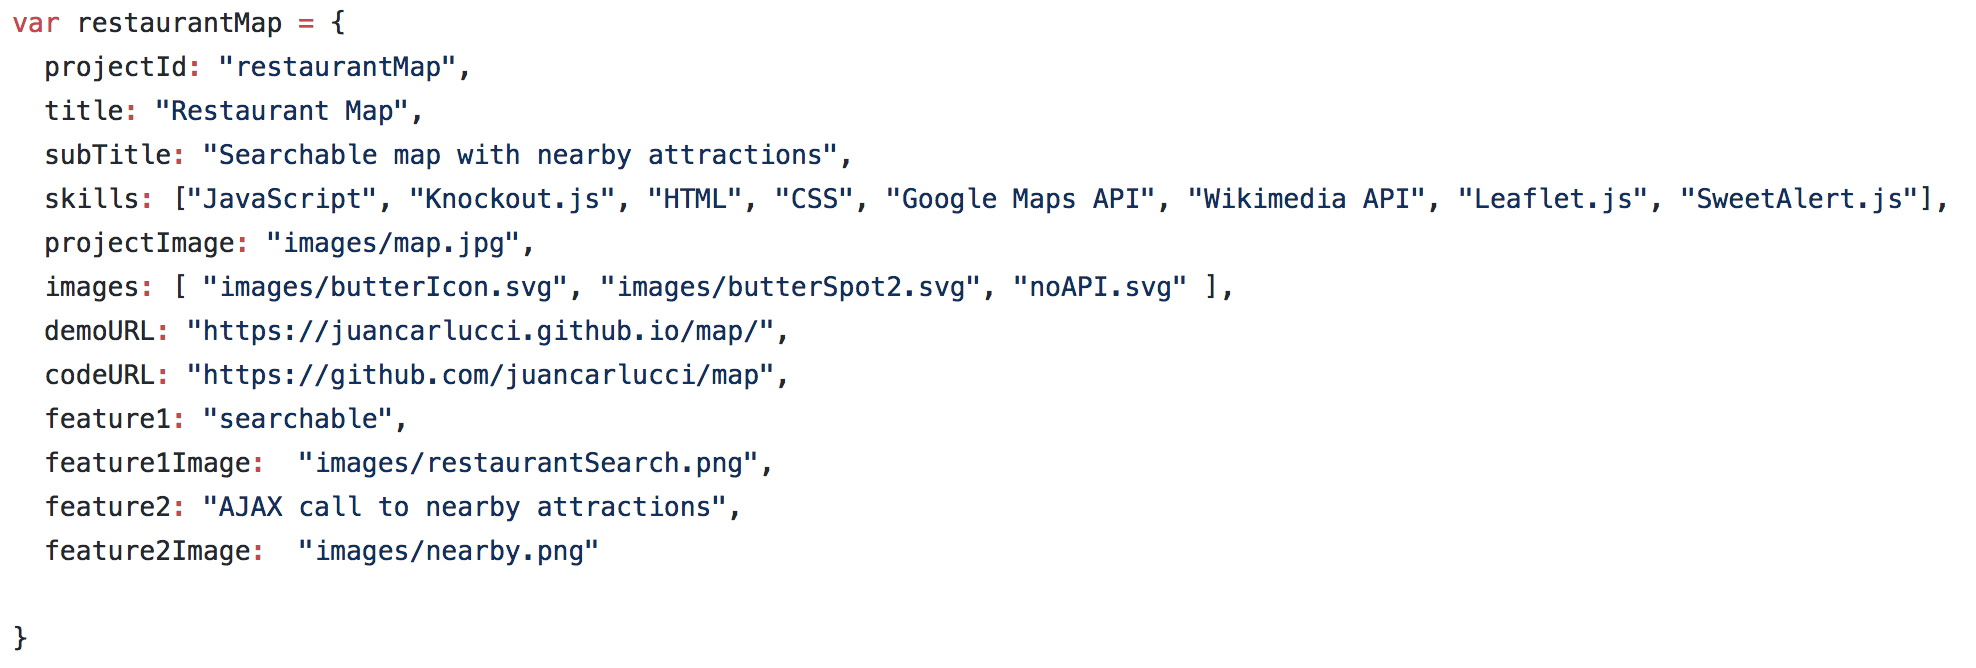 var restaurantMap = {
  projectId: "restaurantMap",
  title: "Restaurant Map",
  subTitle: "Searchable map with nearby attractions",
  skills: ["JavaScript", "Knockout.js", "HTML", "CSS", "Google Maps API", "Wikimedia API", "Leaflet.js", "SweetAlert.js"],
  projectImage: "images/map.jpg",
  images: [ "images/butterIcon.svg", "images/butterSpot2.svg", "noAPI.svg" ],
  demoURL: "https://juancarlucci.github.io/map/",
  codeURL: "https://github.com/juancarlucci/map",
  feature1: "searchable",
  feature1Image:  "images/restaurantSearch.png",
  feature2: "AJAX call to nearby attractions",
  feature2Image:  "images/nearby.png"

}